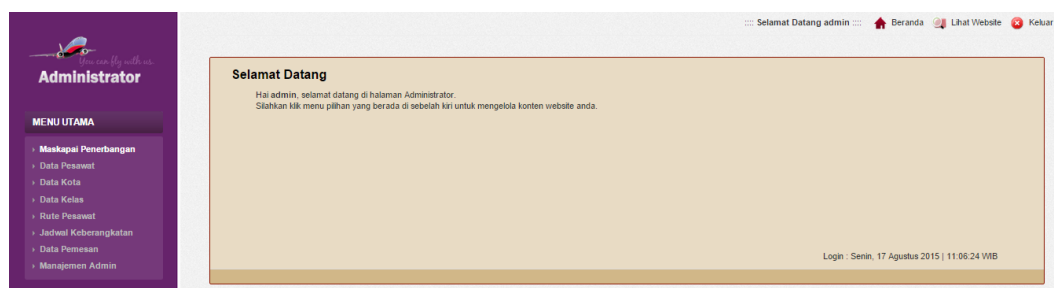 :::: Selamat Datang admin :::: Beranda Lihat Website Keluar
You can fly with us.
Administrator
MENU UTAMA
Maskapai Penerbangan
Data Pesawat
Data Kota
Data Kelas
Rute Pesawat
Jadwal Keberangkatan
Data Pemesan
Manajemen Admin
Selamat Datang
Hai admin, selamat datang di halaman Administrator.
Silahkan klik menu pilihan yang berada di sebelah kiri untuk mengelola konten website anda.
Login : Senin, 17 Agustus 2015 | 11:06:24 WIB